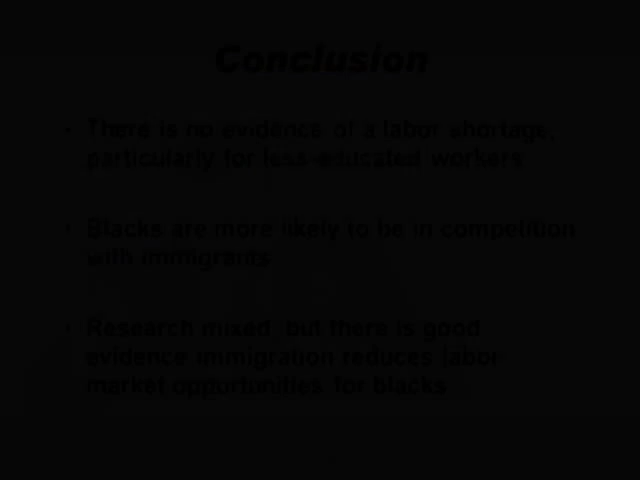 Conclusion
• There is no evidence of a labor shortage,
particularly for less-educated workers
• Blacks are more likely to be in competition
with immigrants
• Research mixed, but there is good
evidence immigration reduces labor
market opportunities for blacks